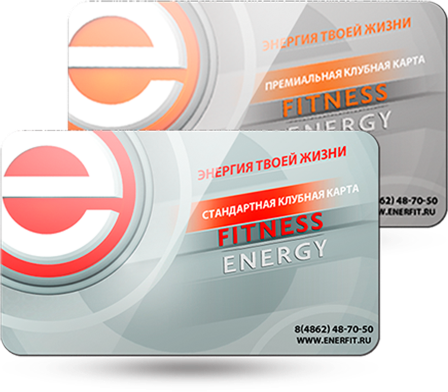 ЭНЕРГИЯ ТВОЕЙ ЖИЗНИ
ПРЕМИАЛЬНАЯ КЛУБНАЯ КАРТА
FITNESS
ENERGY
862) 48-70-50
WWW.ENERFIT.RU
ЭНЕРГИЯ ТВОЕЙ ЖИЗНИ
СТАНДАРТНАЯ КЛУБНАЯ КАРТА
FITNESS
ENERGY
8(4862) 48-70-50
WWW.ENERFIT.RU